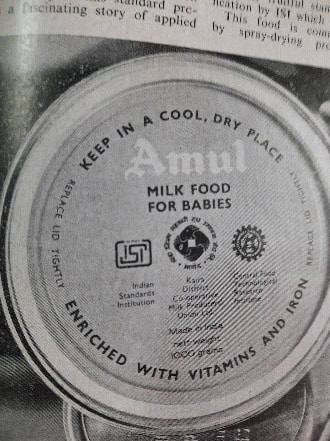 standard pre-
a fascinating story of applied
ication by ISI which
This food is
by spray-drying
KEEP IN A COOL, DRY PLACE
Amul
MILK FOOD
FOR BABIES
REPLACE LID TIGHTLY
REPLACE LID TIGHTLY
ISI
Indian
Standards
Institution
Kaira
District
Co-operative
Milk Producers'
Union Ltd.
Central Food
Technological
Research
Institute
Made in India
nett weight
1000 grams
ENRICHED WITH VITAMINS AND IRON